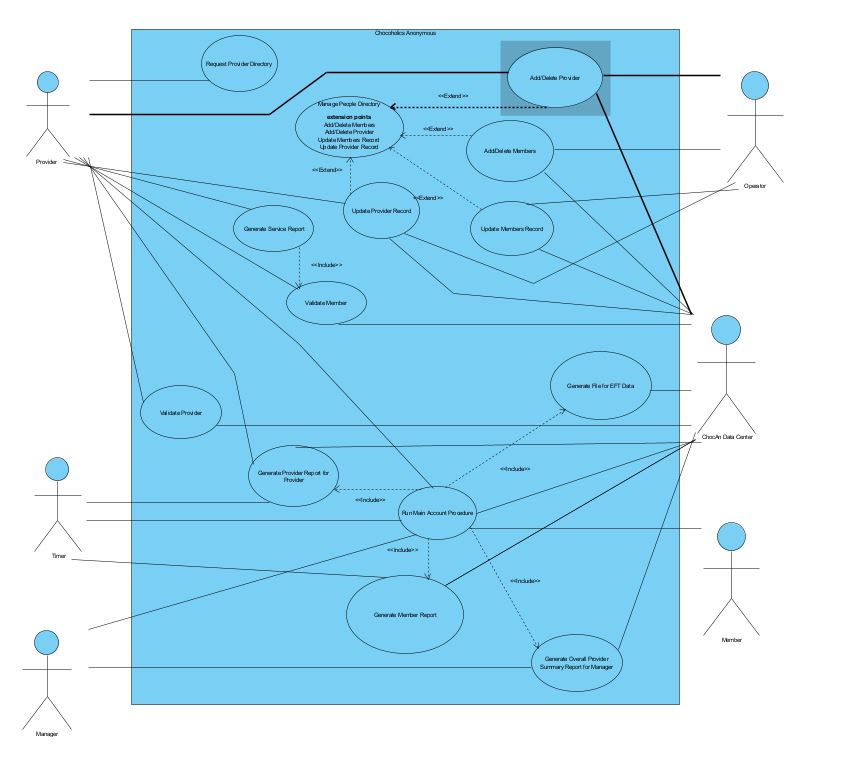 Chocoholics Anonymous
Request Provider Directory
Add/Delete Provider
<<Extend>>
Manage People Directory
extension points
Add/Delete Members
Add/Delete Provider
Update Members Record
Update Provider Record
<<Extend>>
Add/Delete Members
Provider
<<Extend>>
Operator
<<Extend>>
Update Provider Record
Generate Service Report
Update Members Record
<<Include>>
Validate Member
Generate File for EFT Data
Validate Provider
ChocAn Data Center
Generate Provider Report for
Provider
<<Include>>
<<Include>>
Run Main Account Procedure
Timer
<<Include>>
<<Include>>
Generate Member Report
Member
Generate Overall Provider
Summary Report for Manager
Manager